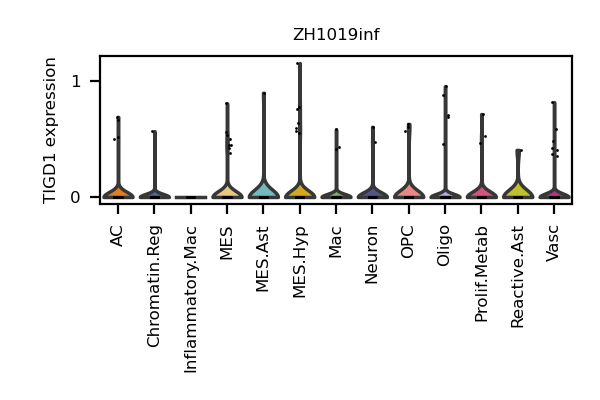 ZH1019inf
TIGD1 expression
1
0
AC
Chromatin.Reg
Inflammatory.Mac
MES
MES.Ast
MES.Hyp
Mac
Neuron
OPC
Oligo
Prolif.Metab
Reactive.Ast
Vasc